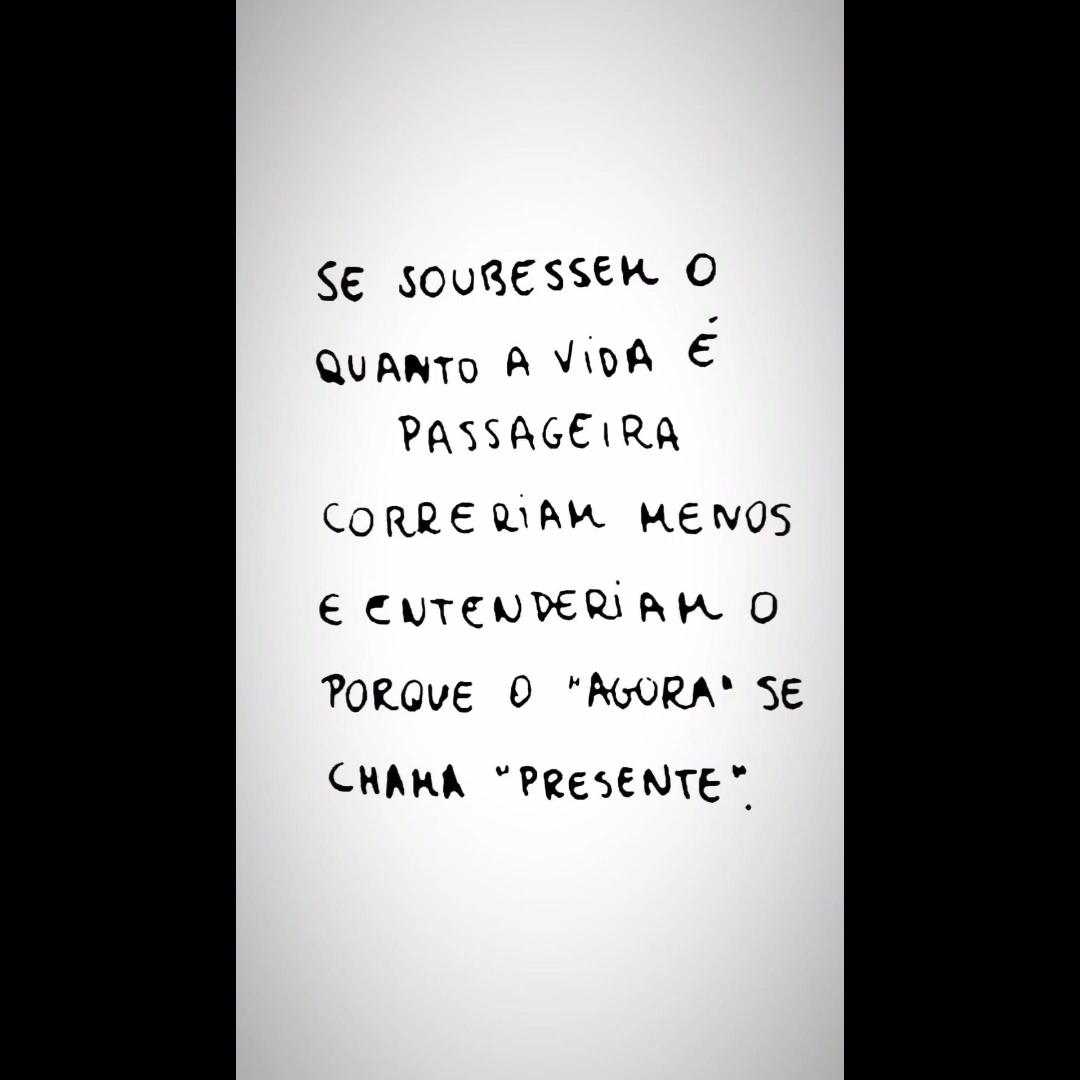 SE SOUBESSEM O
QUANTO A VIDA É
PASSAGEIRA
CORRERIAM MENOS
E ENTENDERIAM O
PORQUE O "AGORA" SE
CHAMA "PRESENTE".